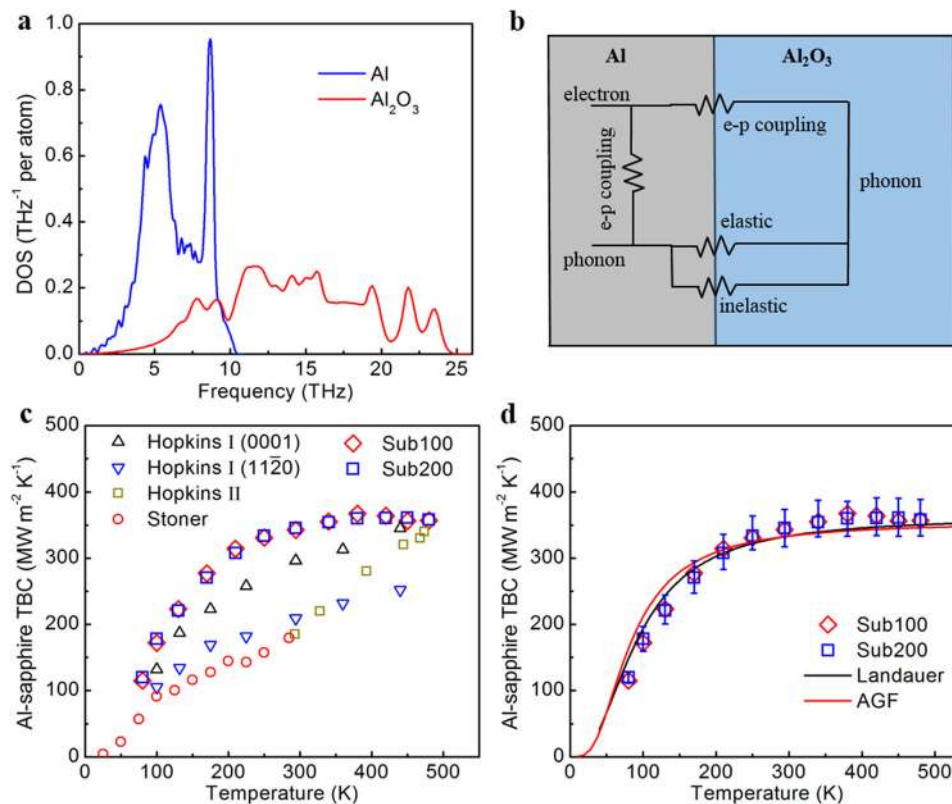 a
DOS (THz⁻¹ per atom)
1.0
0.8
0.6
0.4
0.2
0.0
0 5 10 15 20 25
Frequency (THz)
Al
Al₂O₃
b
Al
Al₂O₃
electron
e-p coupling
e-p coupling
phonon
elastic
phonon
inelastic
c
Al-sapphire TBC (MW m⁻² K⁻¹)
500
400
300
200
100
0
0 100 200 300 400 500
Temperature (K)
Hopkins I (0001)
Hopkins I (112̄0)
Hopkins II
Stoner
Sub100
Sub200
d
Al-sapphire TBC (MW m⁻² K⁻¹)
500
400
300
200
100
0
0 100 200 300 400 500
Temperature (K)
Sub100
Sub200
Landauer
AGF